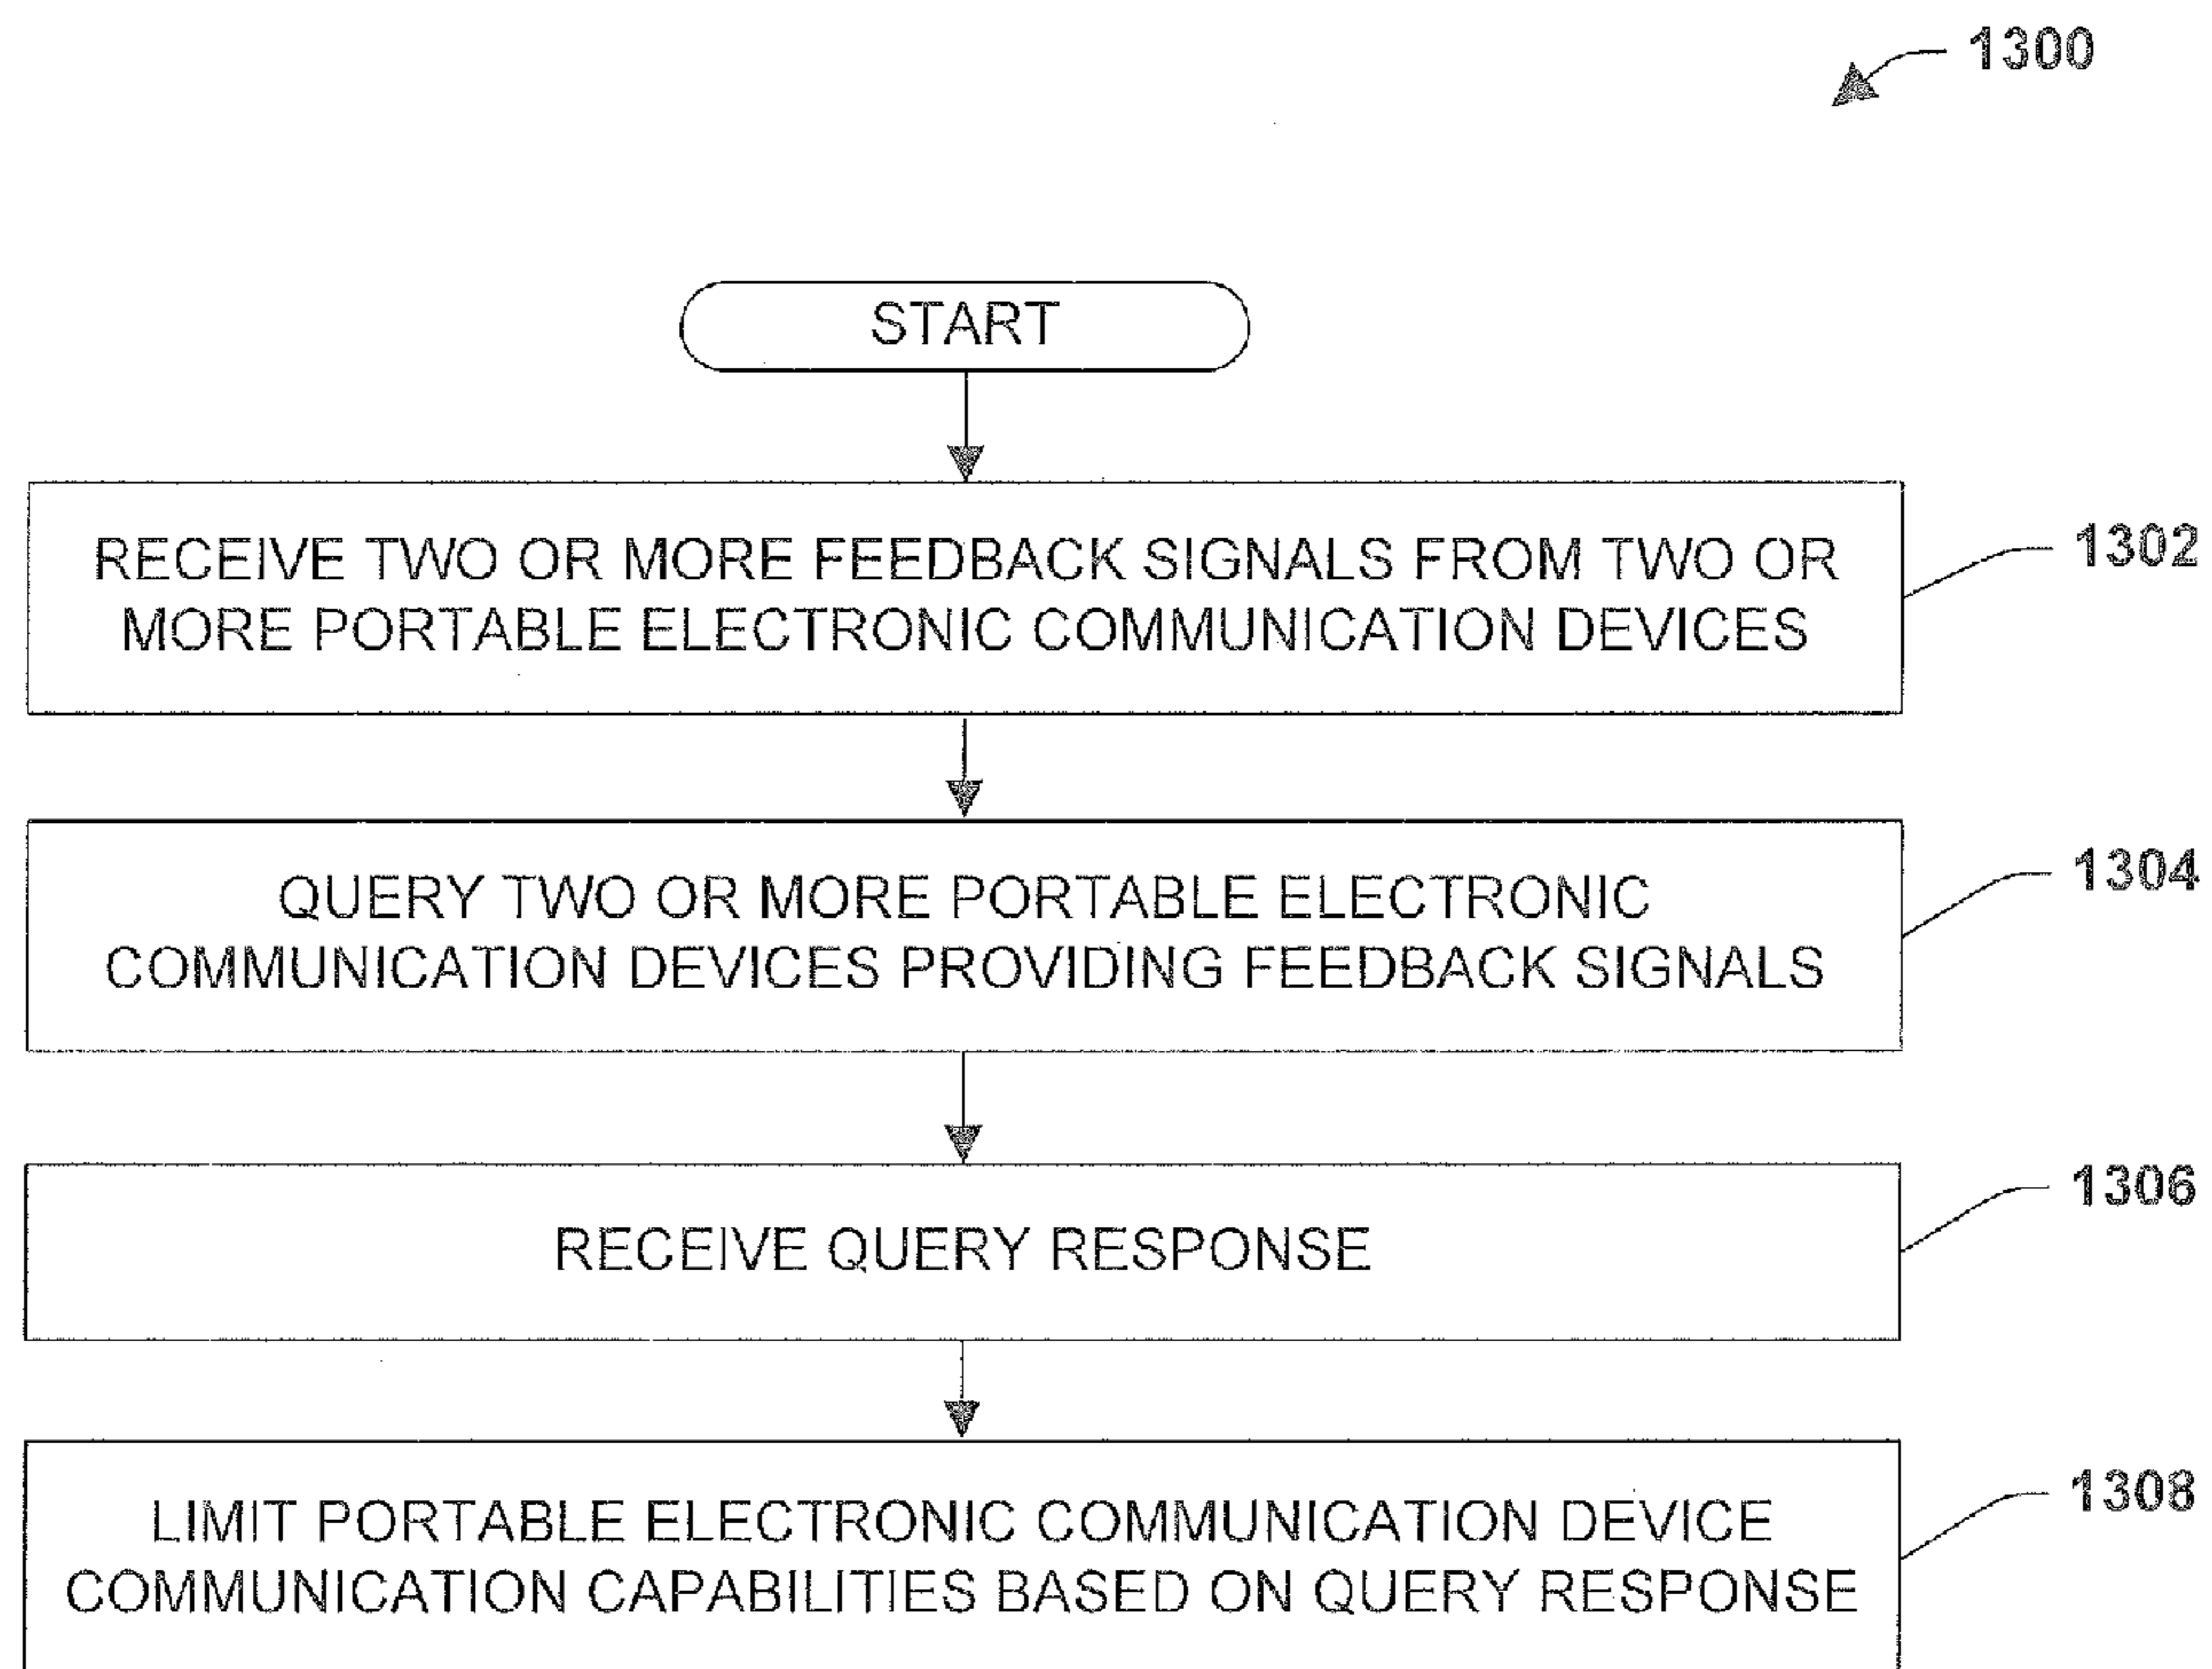 1300
START
RECEIVE TWO OR MORE FEEDBACK SIGNALS FROM TWO OR
MORE PORTABLE ELECTRONIC COMMUNICATION DEVICES
1302
QUERY TWO OR MORE PORTABLE ELECTRONIC
COMMUNICATION DEVICES PROVIDING FEEDBACK SIGNALS
1304
RECEIVE QUERY RESPONSE
1306
LIMIT PORTABLE ELECTRONIC COMMUNICATION DEVICE
COMMUNICATION CAPABILITIES BASED ON QUERY RESPONSE
1308